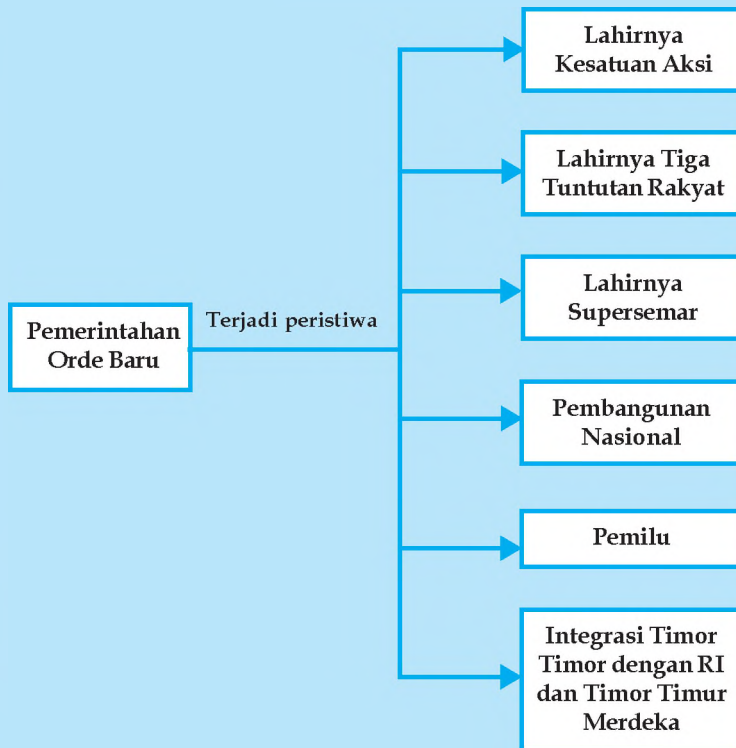 Pemerintahan
Orde Baru
Terjadi peristiwa
Lahirnya
Kesatuan Aksi
Lahirnya Tiga
Tuntutan Rakyat
Lahirnya
Supersemar
Pembangunan
Nasional
Pemilu
Integrasi Timor
Timor dengan RI
dan Timor Timur
Merdeka